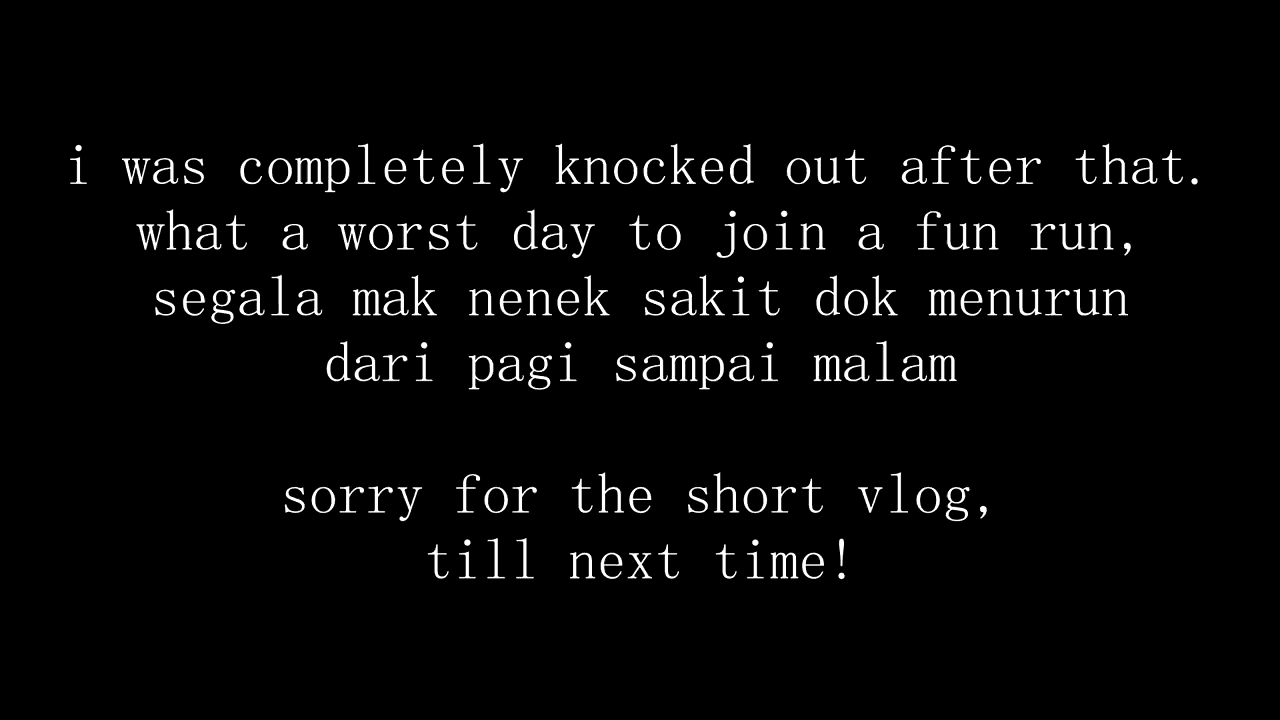 i was completely knocked out after that.
what a worst day to join a fun run,
segala mak nenek sakit dok menurun
dari pagi sampai malam
sorry for the short vlog,
till next time!